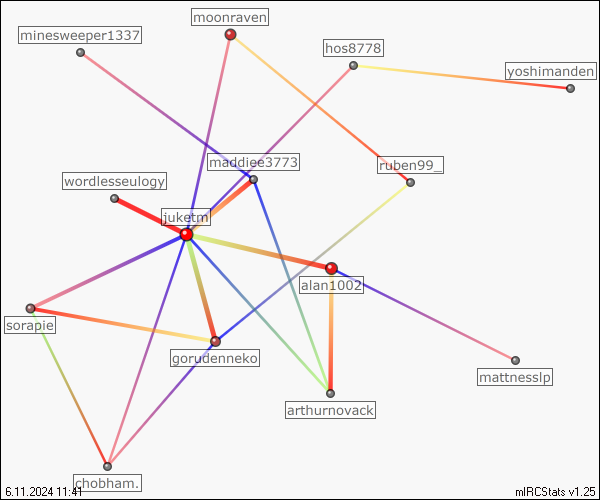 moonraven
minesweeper1337
hos8778
yoshimanden
maddiee3773
ruben99_
wordlesseulogy
juketm
alan1002
sorapie
gorudenneko
mattnesslp
arthurnovack
chobham.
6.11.2024 11:41
mIRCStats v1.25